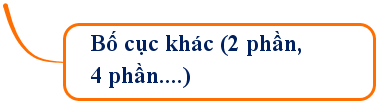 Bố cục khác (2 phần,
4 phần....)